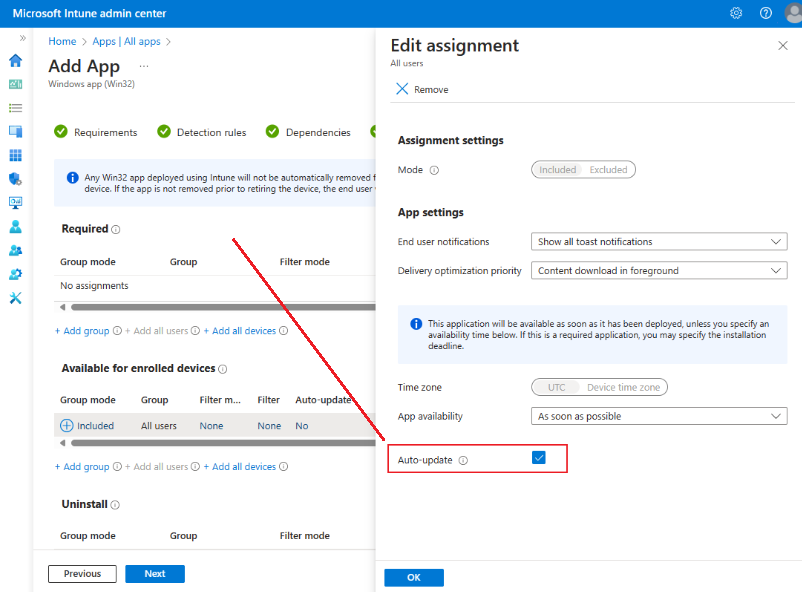 Microsoft Intune admin center
Home > Apps | All apps >
Add App ...
Windows app (Win32)
Requirements Detection rules Dependencies
Any Win32 app deployed using Intune will not be automatically removed f
device. If the app is not removed prior to retiring the device, the end user
Required
Group mode Group Filter mode
No assignments
+ Add group + Add all users + Add all devices
Available for enrolled devices
Group mode Group Filter m... Filter Auto-update
Included All users None None No
+ Add group + Add all users + Add all devices
Uninstall
Group mode Group Filter mode
Previous Next
Edit assignment
All users
Remove
Assignment settings
Mode Included Excluded
App settings
End user notifications Show all toast notifications
Delivery optimization priority Content download in foreground
This application will be available as soon as it has been deployed, unless you specify an
availability time below. If this is a required application, you may specify the installation
deadline.
Time zone UTC Device time zone
App availability As soon as possible
Auto-update
OK